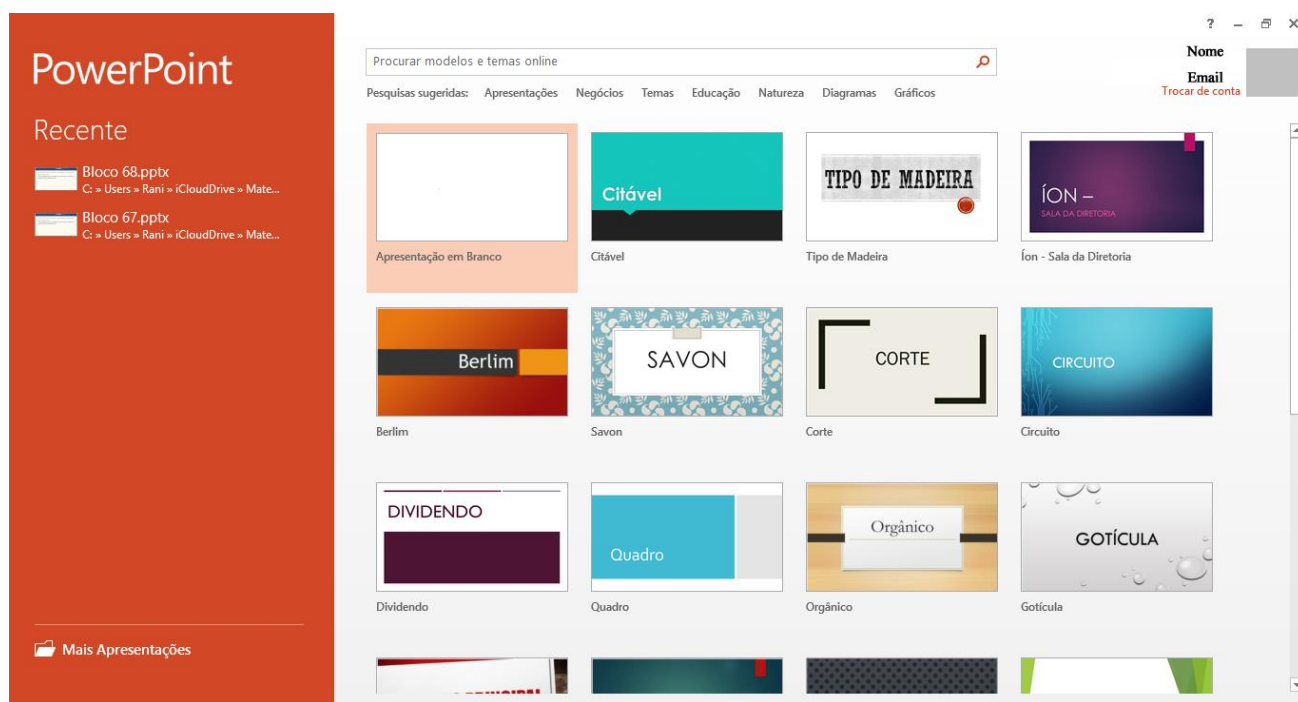 ? – ✕
PowerPoint
Recente
Bloco 68.pptx
C: » Users » Rani » iCloudDrive » Mate...
Bloco 67.pptx
C: » Users » Rani » iCloudDrive » Mate...
Mais Apresentações
Procurar modelos e temas online
Nome
Email
Trocar de conta
Pesquisas sugeridas: Apresentações Negócios Temas Educação Natureza Diagramas Gráficos
Apresentação em Branco
Citável
Citável
TIPO DE MADEIRA
Tipo de Madeira
ÍON –
SALA DA DIRETORIA
Íon - Sala da Diretoria
Berlim
Berlim
SAVON
Savon
CORTE
Corte
CIRCUITO
Circuito
DIVIDENDO
Dividendo
Quadro
Quadro
Orgânico
Orgânico
GOTÍCULA
Gotícula